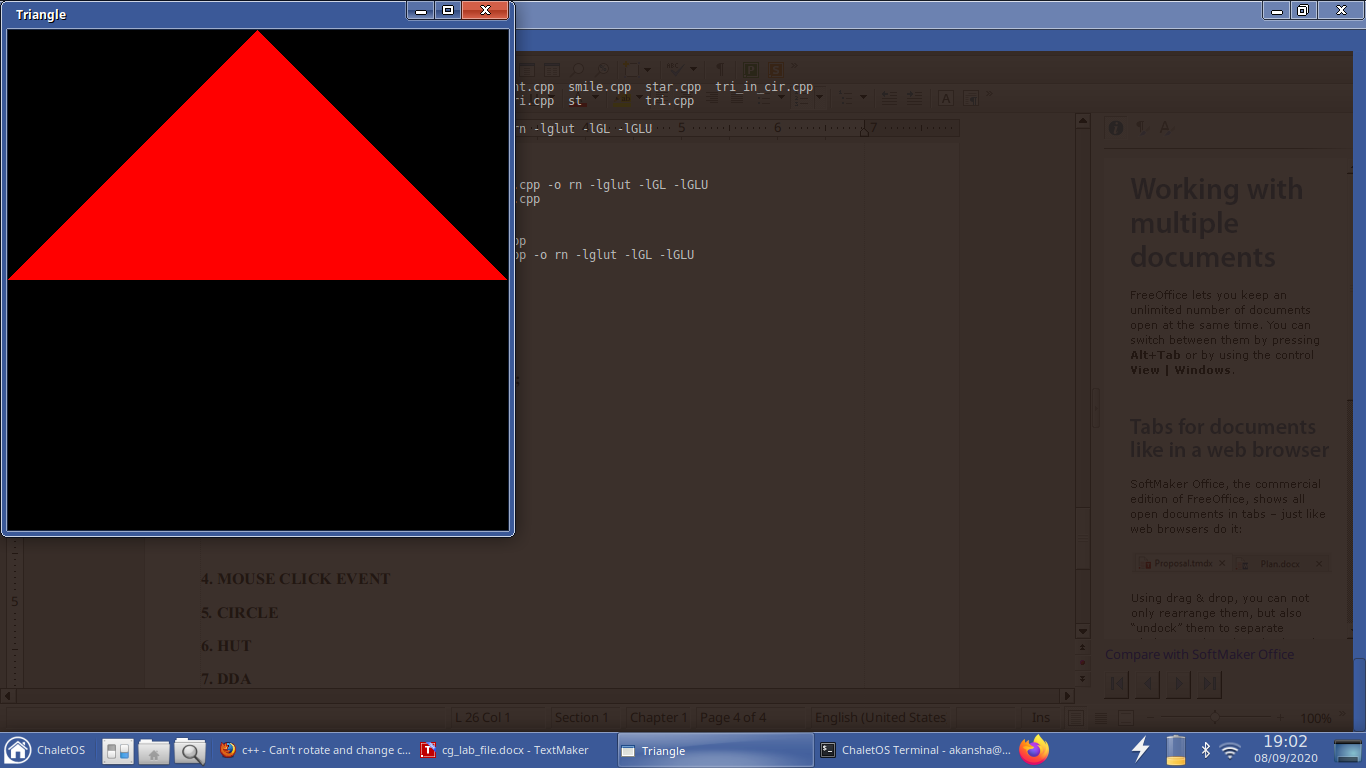 Triangle
nt.cpp smile.cpp star.cpp tri_in_cir.cpp
ri.cpp st tri.cpp
rn -lglut -lGL -lGLU
5 6 7
.cpp -o rn -lglut -lGL -lGLU
.cpp
pp
pp -o rn -lglut -lGL -lGLU
Working with
multiple
documents
FreeOffice lets you keep an
unlimited number of documents
open at the same time. You can
switch between them by pressing
Alt+Tab or by using the control
View | Windows.
Tabs for documents
like in a web browser
SoftMaker Office, the commercial
edition of FreeOffice, shows all
open documents in tabs – just like
web browsers do it:
Proposal.tmdx Plan.docx
Using drag & drop, you can not
only rearrange them, but also
"undock" them to separate
Compare with SoftMaker Office
4. MOUSE CLICK EVENT
5
5. CIRCLE
6. HUT
7. DDA
L 26 Col 1 Section 1 Chapter 1 Page 4 of 4 English (United States Ins 100%
ChaletOS c++ - Can't rotate and change c... cg_lab_file.docx - TextMaker Triangle ChaletOS Terminal - akansha@... 19:02
08/09/2020